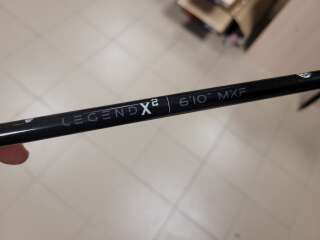 LEGEND X² | 6'10" MXF